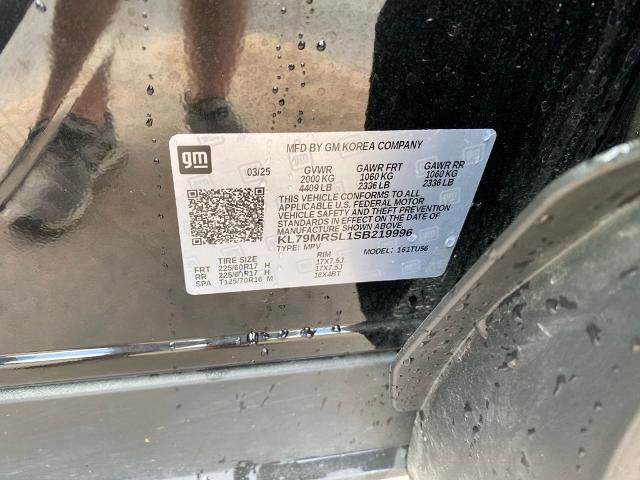 MFD BY GM KOREA COMPANY
gm
03/25
GVWR GAWR FRT GAWR RR
2000 KG 1060 KG 1060 KG
4409 LB 2336 LB 2336 LB
THIS VEHICLE CONFORMS TO ALL
APPLICABLE U.S. FEDERAL MOTOR
VEHICLE SAFETY AND THEFT PREVENTION
STANDARDS IN EFFECT ON THE DATE OF
MANUFACTURE SHOWN ABOVE.
KL79MRSL1SB219996
TYPE: MPV MODEL: 161TU56
TIRE SIZE RIM
FRT 225/60R17 H 17X7.5J
RR 225/60R17 H 17X7.5J
SPA T125/70R16 M 16X4BT